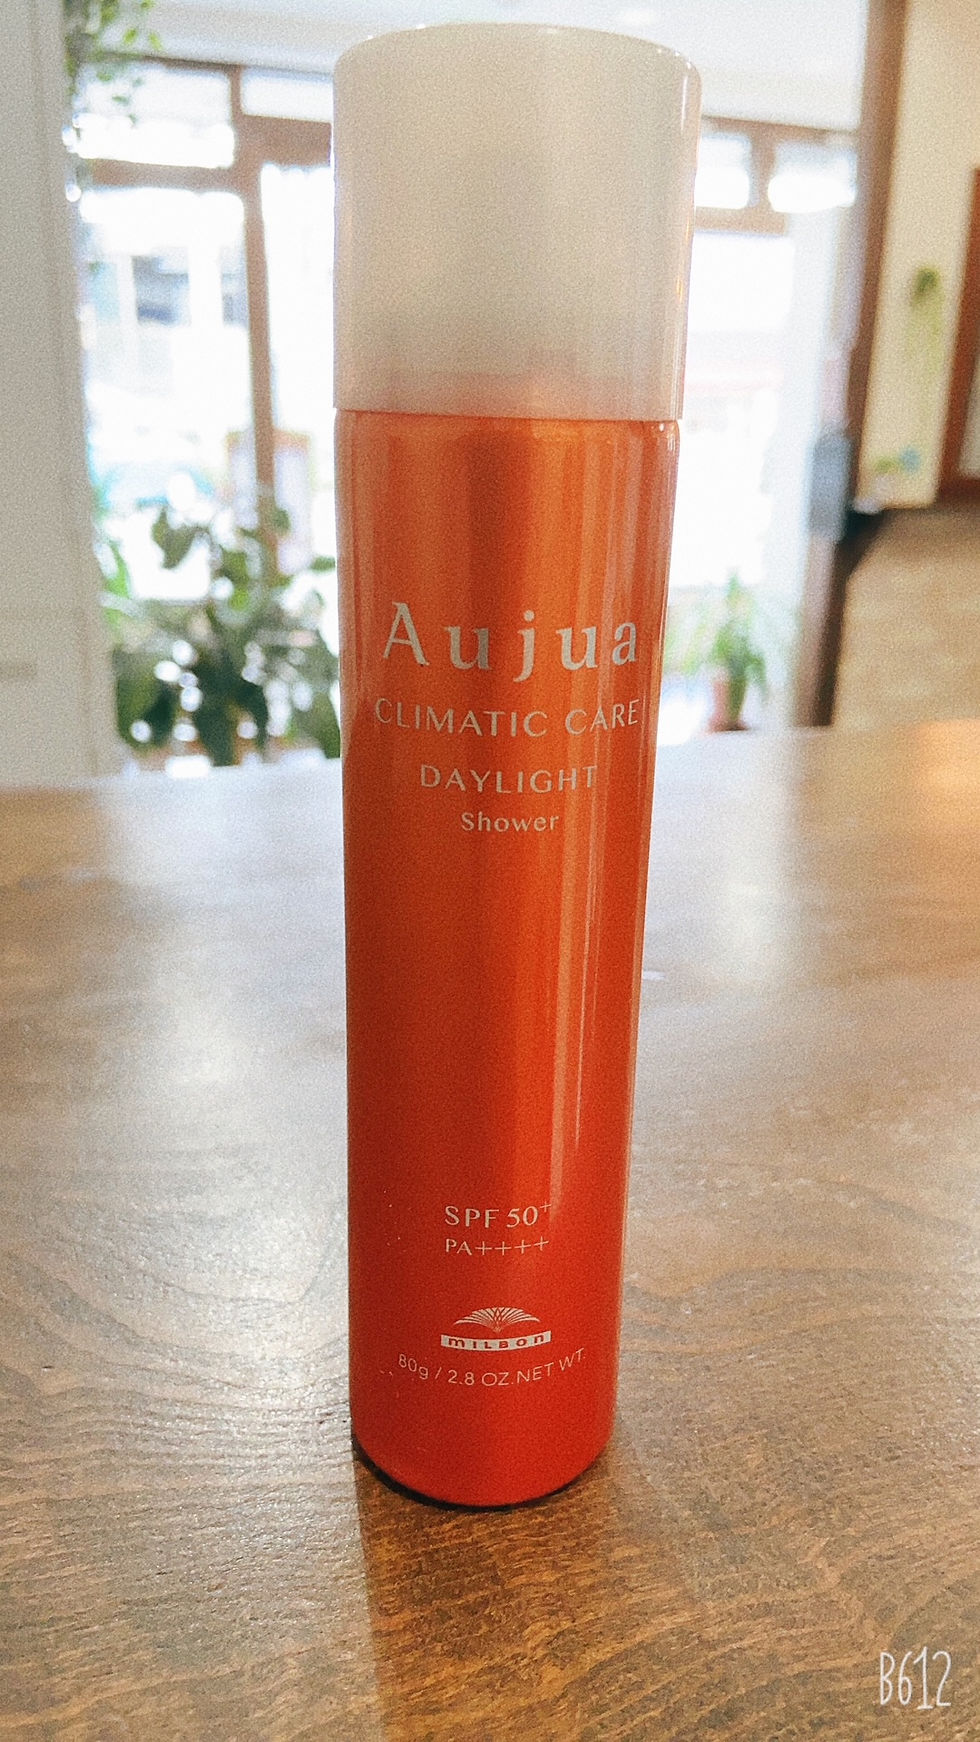 Aujua
CLIMATIC CARE
DAYLIGHT
Shower
SPF 50+
PA++++
MILBON
80g / 2.8 OZ.NET WT.
B612